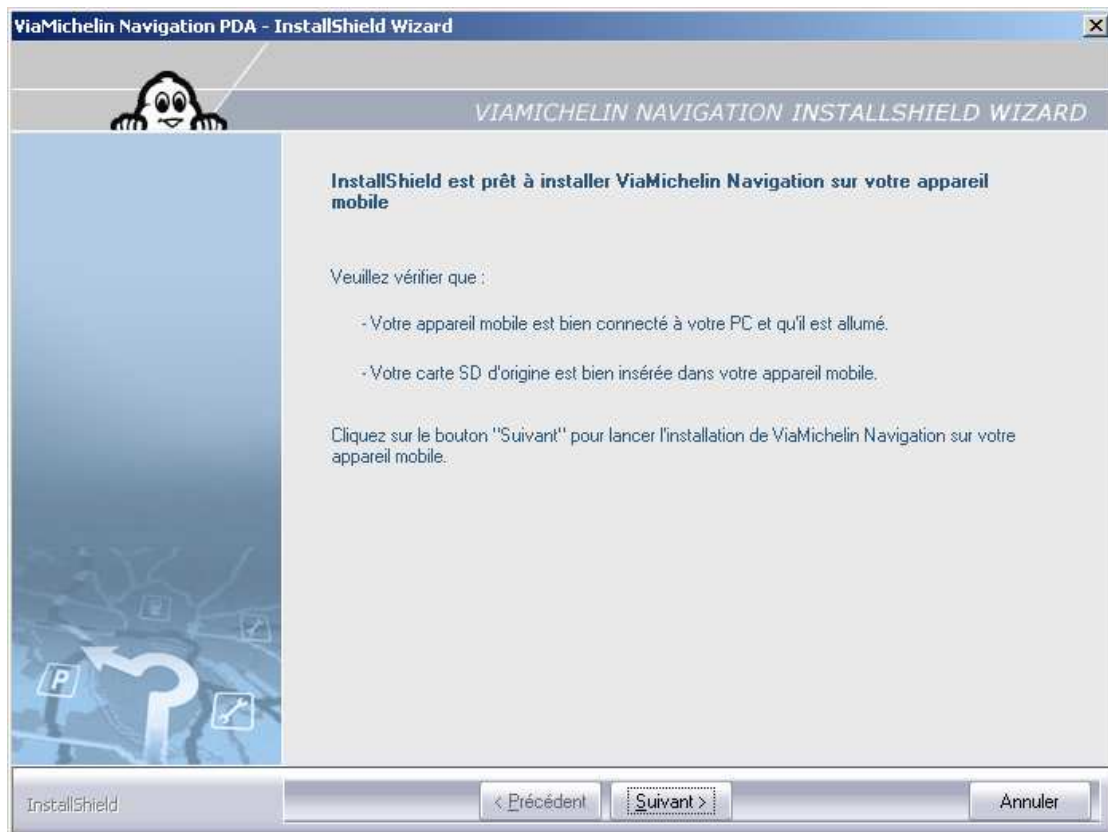 ViaMichelin Navigation PDA - InstallShield Wizard
VIAMICHELIN NAVIGATION INSTALLSHIELD WIZARD
InstallShield est prêt à installer ViaMichelin Navigation sur votre appareil
mobile
Veuillez vérifier que :
- Votre appareil mobile est bien connecté à votre PC et qu'il est allumé.
- Votre carte SD d'origine est bien insérée dans votre appareil mobile.
Cliquez sur le bouton "Suivant" pour lancer l'installation de ViaMichelin Navigation sur votre
appareil mobile.
P
InstallShield
< Précédent
Suivant >
Annuler